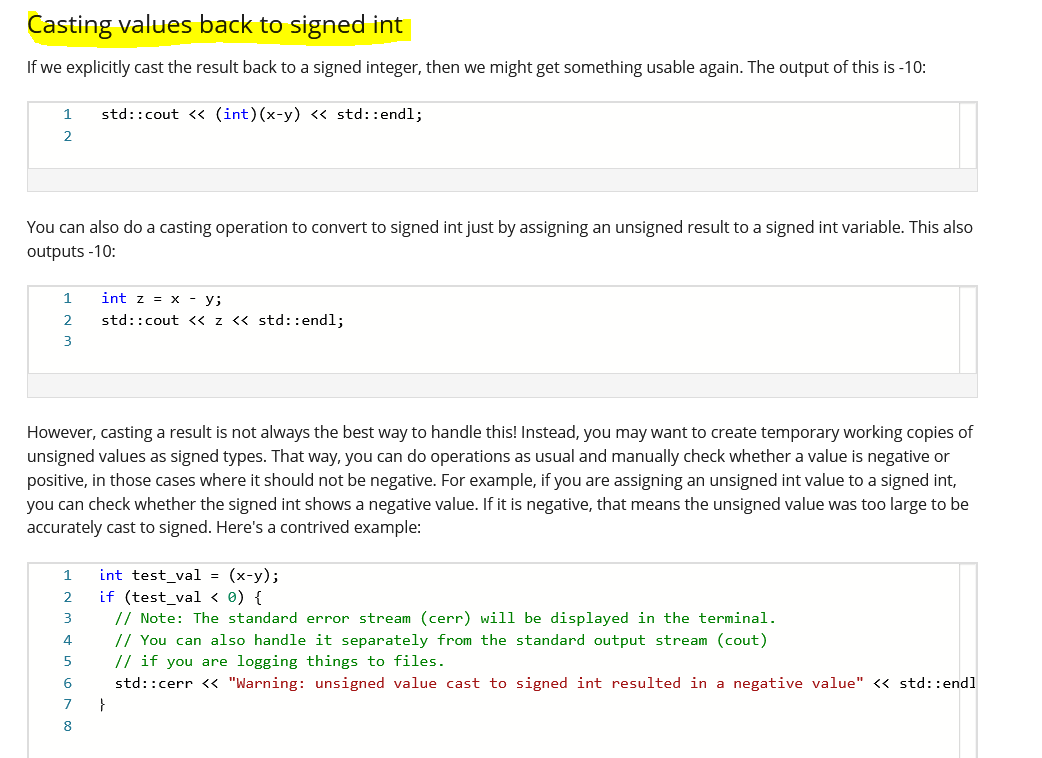 Casting values back to signed int
If we explicitly cast the result back to a signed integer, then we might get something usable again. The output of this is -10:
1 std::cout << (int)(x-y) << std::endl;
2
You can also do a casting operation to convert to signed int just by assigning an unsigned result to a signed int variable. This also
outputs -10:
1 int z = x - y;
2 std::cout << z << std::endl;
3
However, casting a result is not always the best way to handle this! Instead, you may want to create temporary working copies of
unsigned values as signed types. That way, you can do operations as usual and manually check whether a value is negative or
positive, in those cases where it should not be negative. For example, if you are assigning an unsigned int value to a signed int,
you can check whether the signed int shows a negative value. If it is negative, that means the unsigned value was too large to be
accurately cast to signed. Here's a contrived example:
1 int test_val = (x-y);
2 if (test_val < 0) {
3 // Note: The standard error stream (cerr) will be displayed in the terminal.
4 // You can also handle it separately from the standard output stream (cout)
5 // if you are logging things to files.
6 std::cerr << "Warning: unsigned value cast to signed int resulted in a negative value" << std::endl
7 }
8